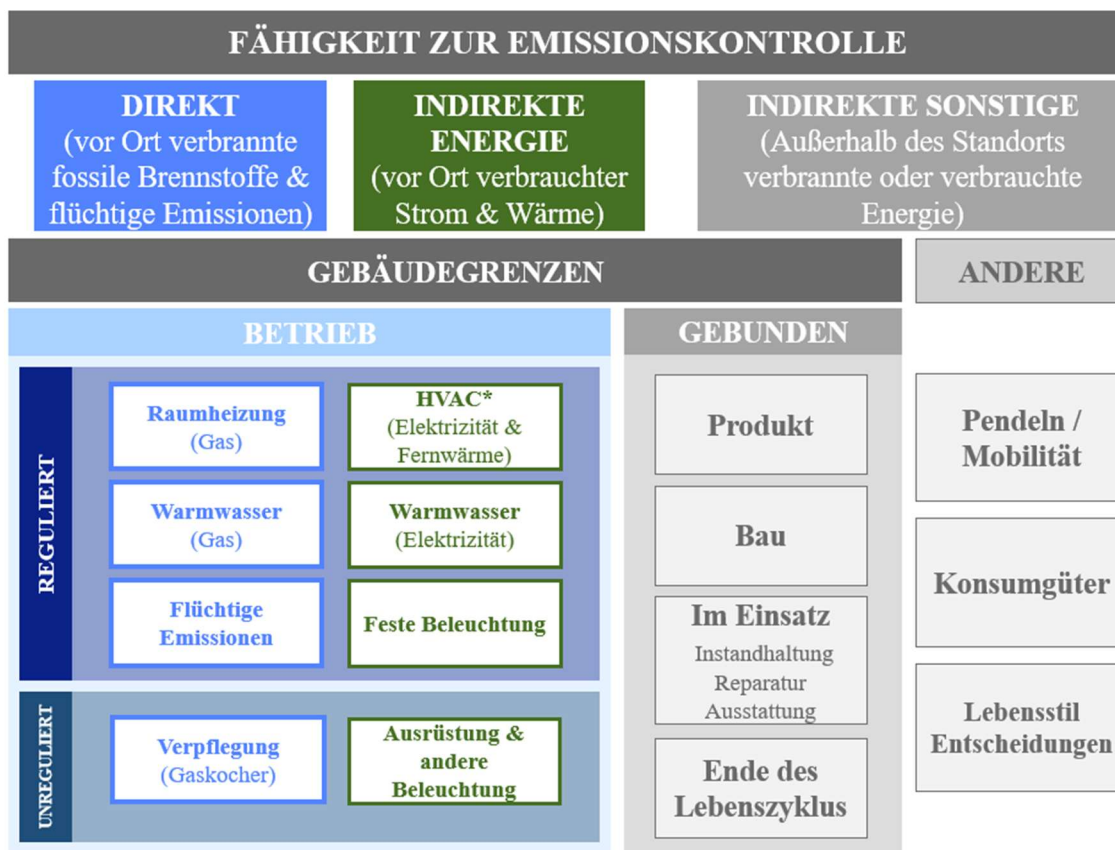 FÄHIGKEIT ZUR EMISSIONSKONTROLLE
DIREKT
(vor Ort verbrannte
fossile Brennstoffe &
flüchtige Emissionen)
INDIREKTE
ENERGIE
(vor Ort verbrauchter
Strom & Wärme)
INDIREKTE SONSTIGE
(Außerhalb des Standorts
verbrannte oder verbrauchte
Energie)
GEBÄUDEGRENZEN
ANDERE
BETRIEB
GEBUNDEN
REGULIERT
Raumheizung
(Gas)
HVAC*
(Elektrizität &
Fernwärme)
Warmwasser
(Gas)
Warmwasser
(Elektrizität)
Flüchtige
Emissionen
Feste Beleuchtung
UNREGULIERT
Verpflegung
(Gaskocher)
Ausrüstung &
andere
Beleuchtung
Produkt
Bau
Im Einsatz
Instandhaltung
Reparatur
Ausstattung
Ende des
Lebenszyklus
Pendeln /
Mobilität
Konsumgüter
Lebensstil
Entscheidungen